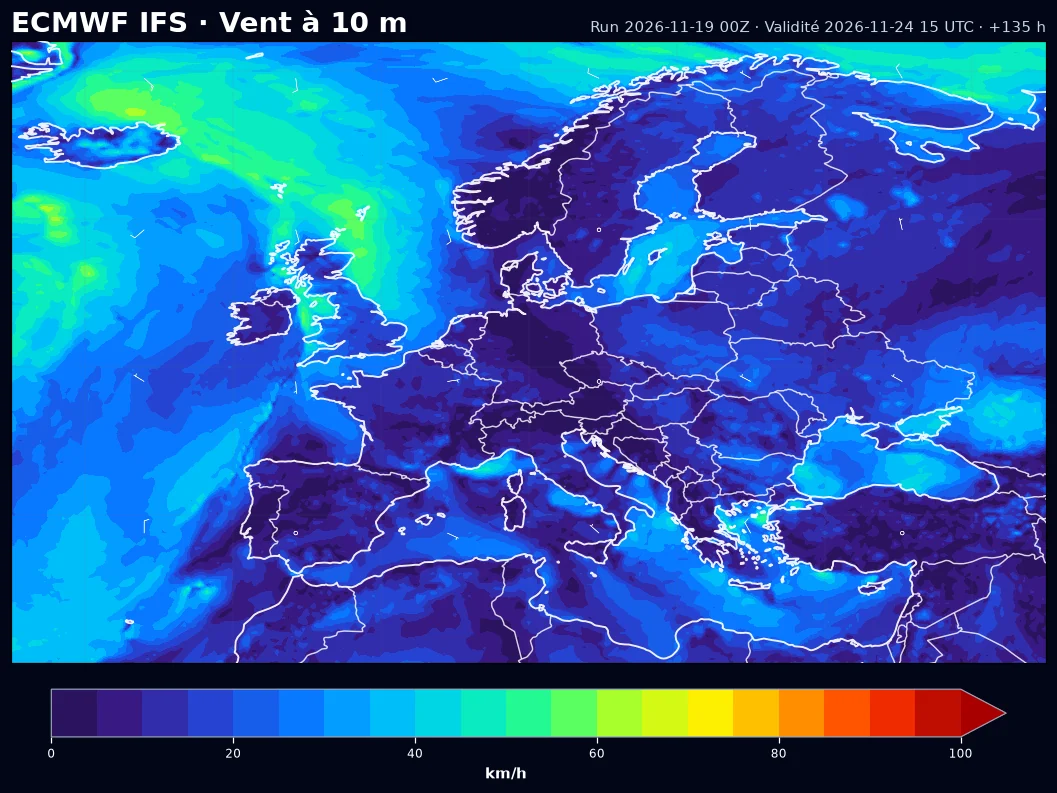 ECMWF IFS · Vent à 10 m
Run 2026-11-19 00Z · Validité 2026-11-24 15 UTC · +135 h
0 20 40 60 80 100
km/h